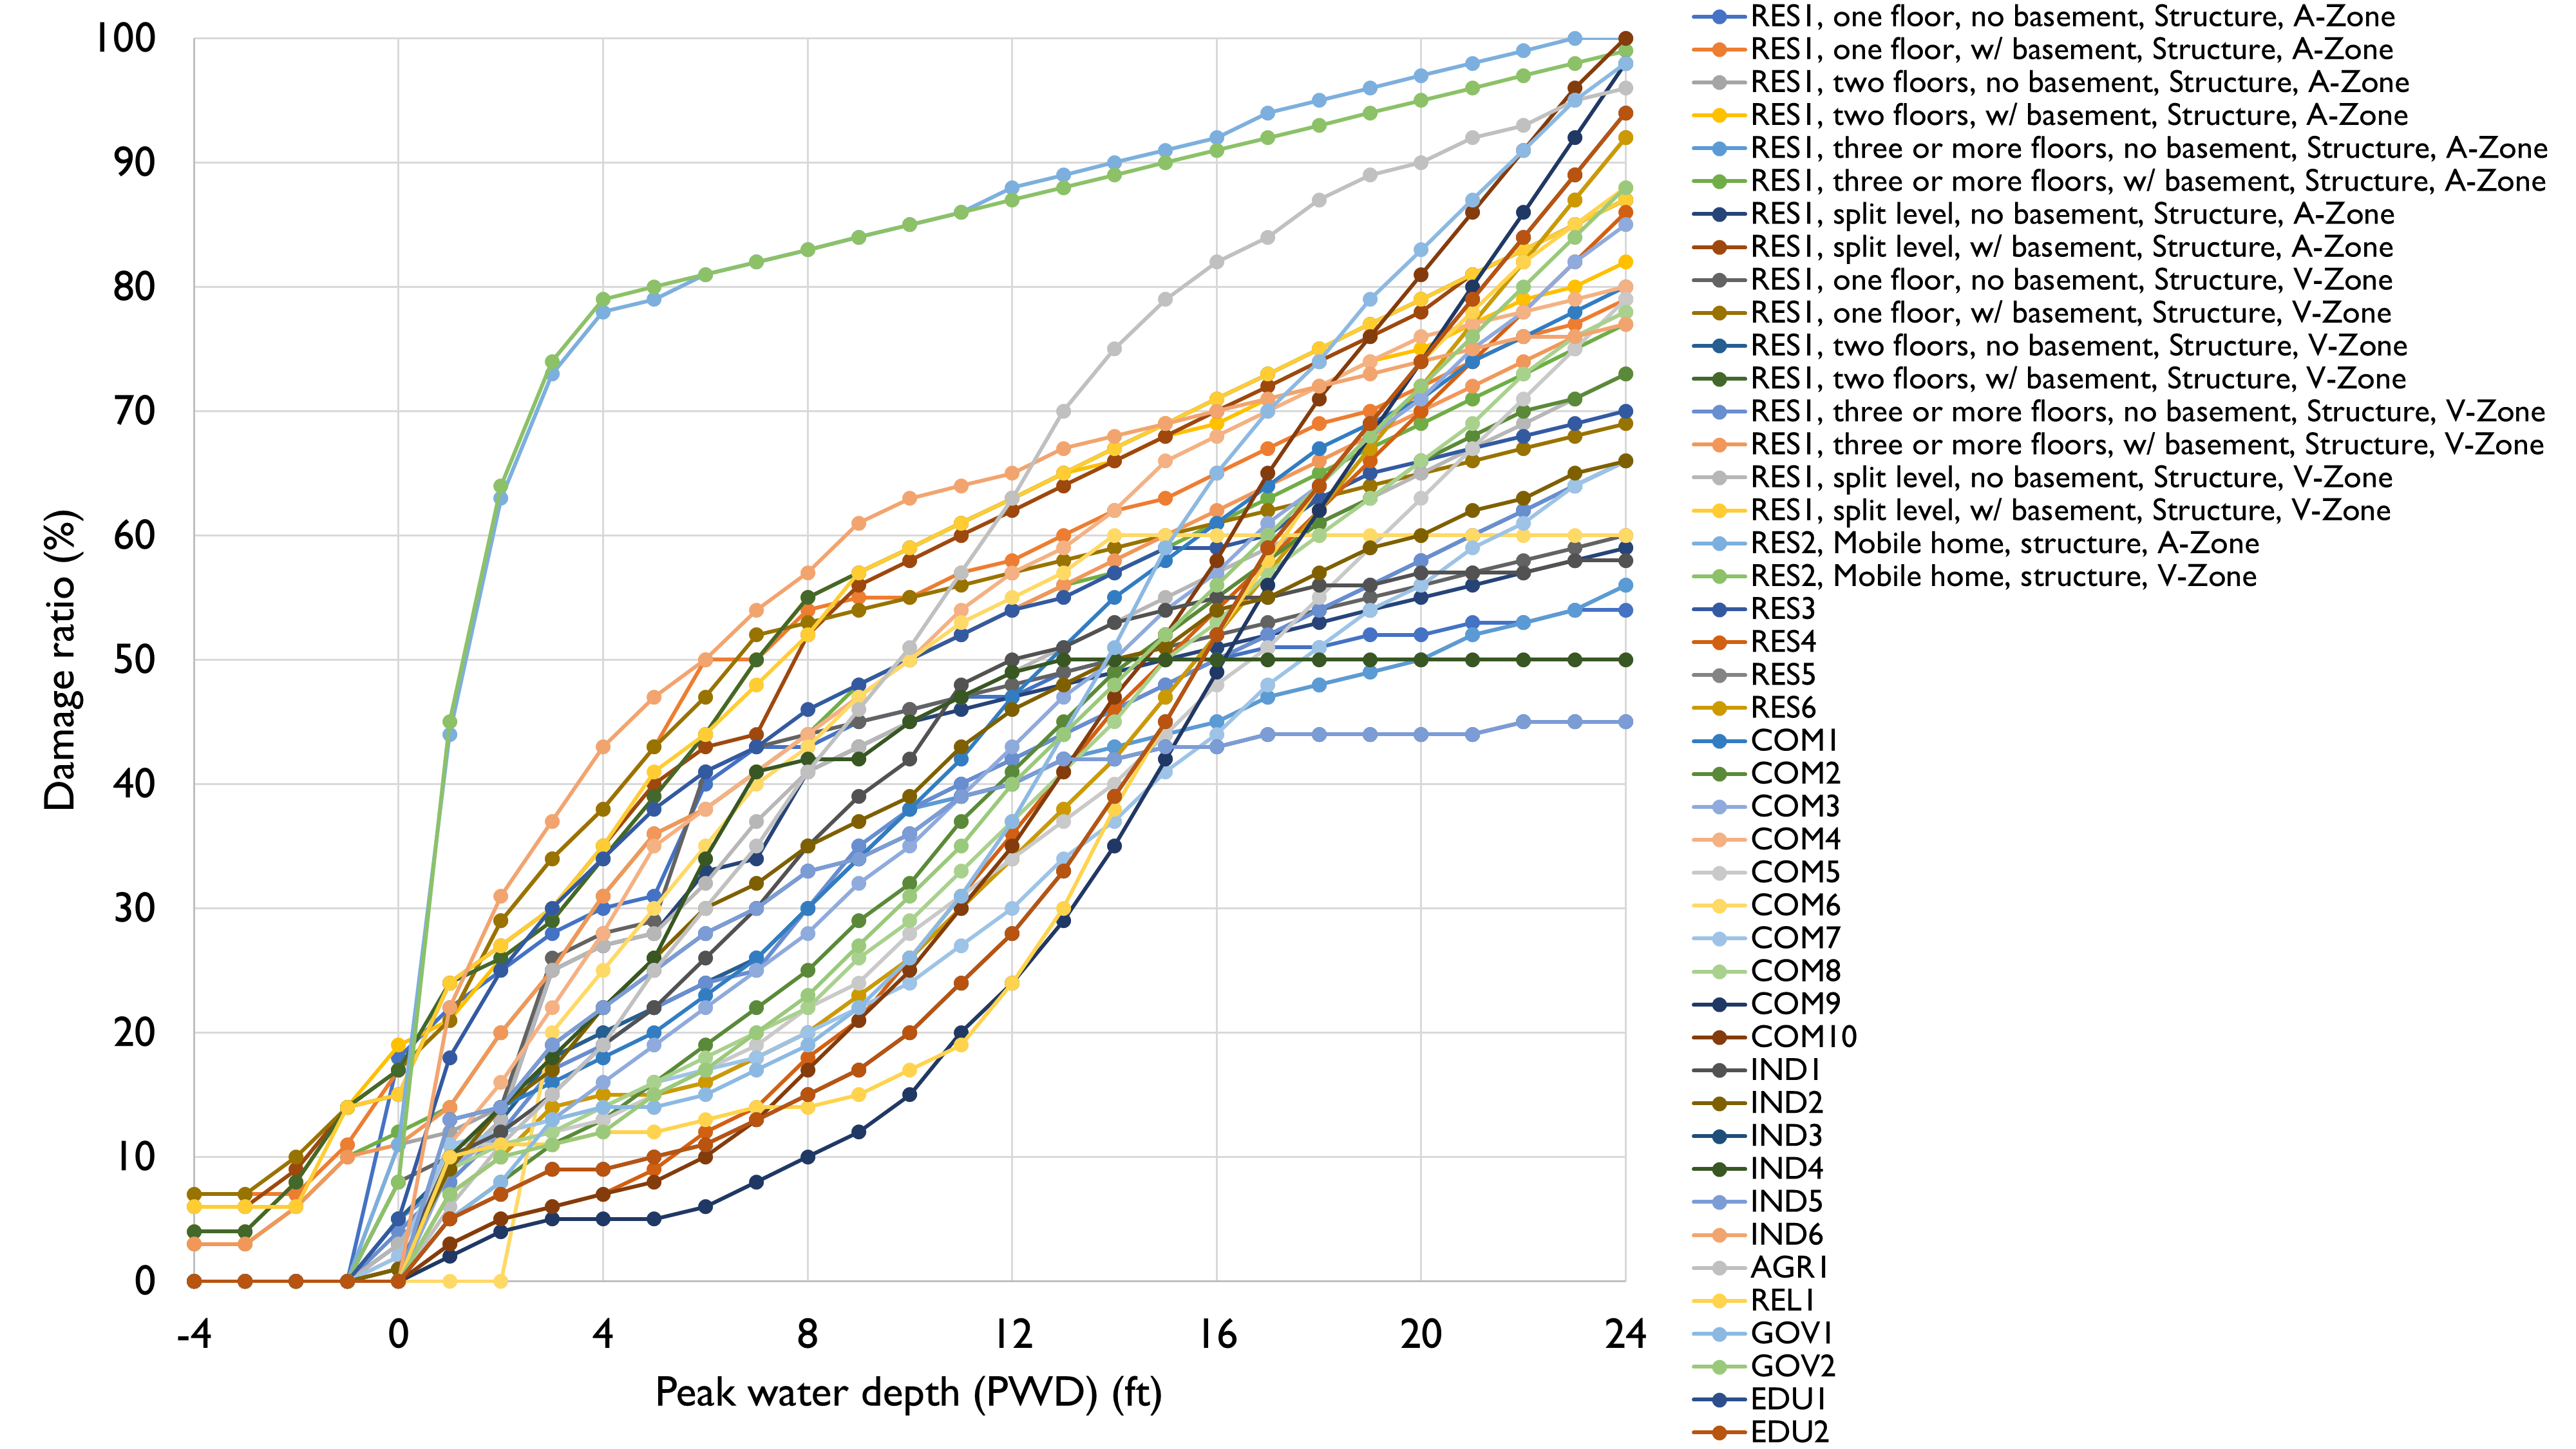 100
90
80
70
60
50
40
30
20
10
0
Damage ratio (%)
-4 0 4 8 12 16 20 24
Peak water depth (PWD) (ft)
RES1, one floor, no basement, Structure, A-Zone
RES1, one floor, w/ basement, Structure, A-Zone
RES1, two floors, no basement, Structure, A-Zone
RES1, two floors, w/ basement, Structure, A-Zone
RES1, three or more floors, no basement, Structure, A-Zone
RES1, three or more floors, w/ basement, Structure, A-Zone
RES1, split level, no basement, Structure, A-Zone
RES1, split level, w/ basement, Structure, A-Zone
RES1, one floor, no basement, Structure, V-Zone
RES1, one floor, w/ basement, Structure, V-Zone
RES1, two floors, no basement, Structure, V-Zone
RES1, two floors, w/ basement, Structure, V-Zone
RES1, three or more floors, no basement, Structure, V-Zone
RES1, three or more floors, w/ basement, Structure, V-Zone
RES1, split level, no basement, Structure, V-Zone
RES1, split level, w/ basement, Structure, V-Zone
RES2, Mobile home, structure, A-Zone
RES2, Mobile home, structure, V-Zone
RES3
RES4
RES5
RES6
COM1
COM2
COM3
COM4
COM5
COM6
COM7
COM8
COM9
COM10
IND1
IND2
IND3
IND4
IND5
IND6
AGR1
REL1
GOV1
GOV2
EDU1
EDU2